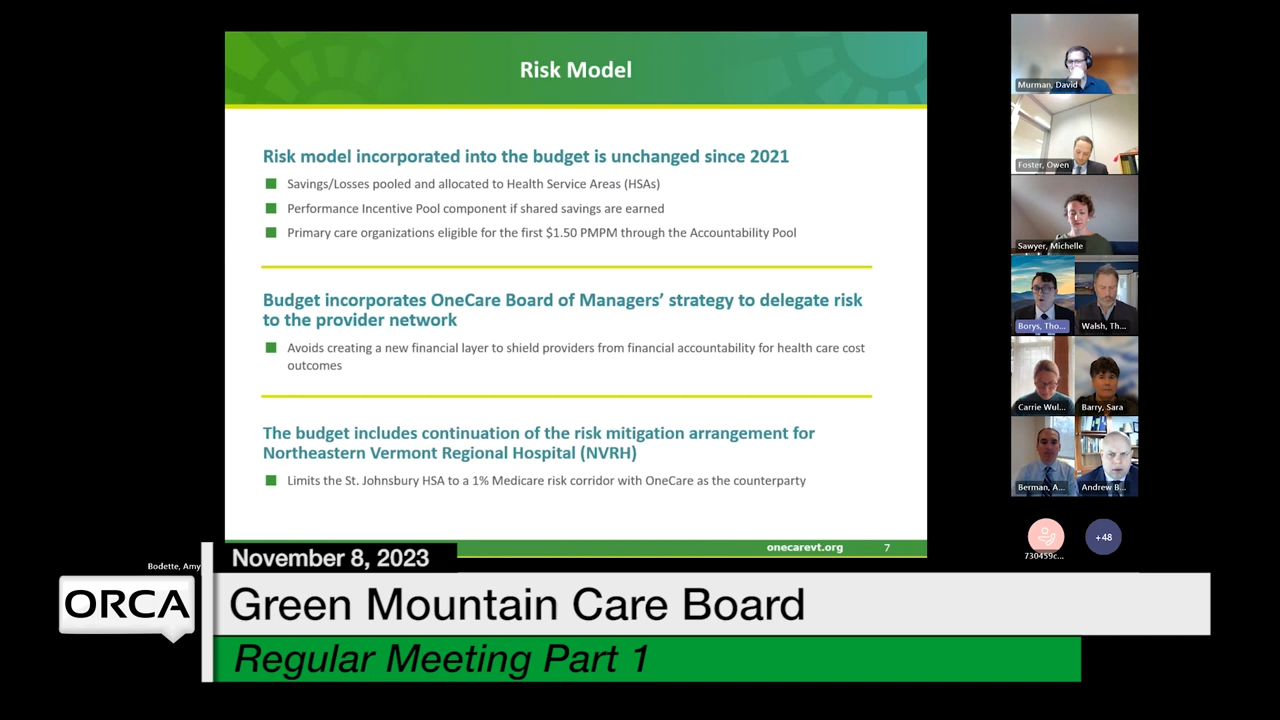 Risk Model
Risk model incorporated into the budget is unchanged since 2021
Savings/Losses pooled and allocated to Health Service Areas (HSAs)
Performance Incentive Pool component if shared savings are earned
Primary care organizations eligible for the first $1.50 PMPM through the Accountability Pool
Budget incorporates OneCare Board of Managers’ strategy to delegate risk
to the provider network
Avoids creating a new financial layer to shield providers from financial accountability for health care cost
outcomes
The budget includes continuation of the risk mitigation arrangement for
Northeastern Vermont Regional Hospital (NVRH)
Limits the St. Johnsbury HSA to a 1% Medicare risk corridor with OneCare as the counterparty
onecarevt.org 7
Murman, David
Foster, Owen
Sawyer, Michelle
Borys, Tho... Walsh, Th...
Carrie Wul... Barry, Sara
Berman, A... Andrew B...
+48
730459c...
Bodette, Amy
November 8, 2023
ORCA
Green Mountain Care Board
Regular Meeting Part 1